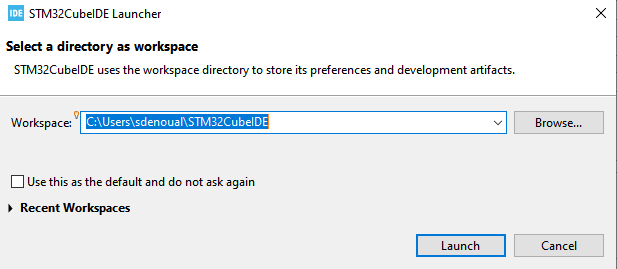 IDE STM32CubeIDE Launcher
Select a directory as workspace
STM32CubeIDE uses the workspace directory to store its preferences and development artifacts.
Workspace: C:\Users\sdenoual\STM32CubeIDE Browse...
Use this as the default and do not ask again
Recent Workspaces
Launch Cancel